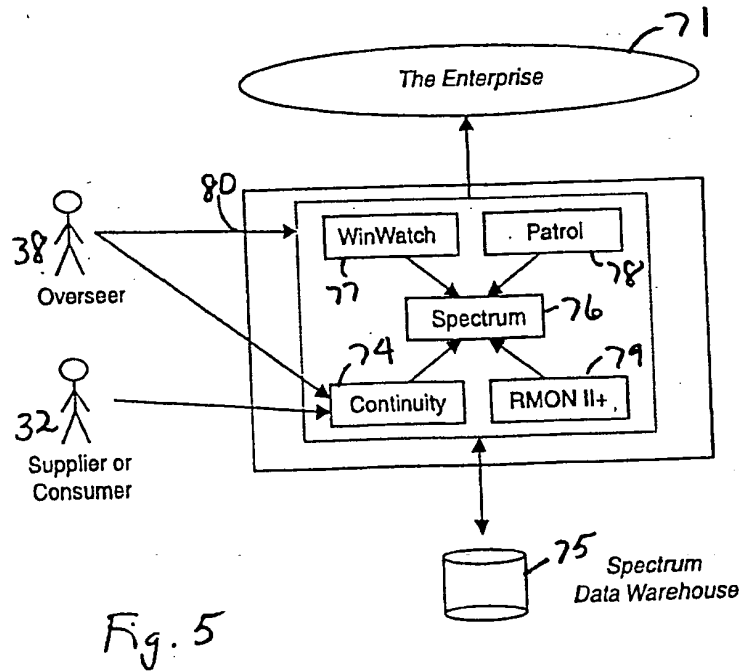 71
The Enterprise
80
WinWatch
Patrol
38
77
78
Overseer
Spectrum
76
74
79
Continuity
RMON II+
32
Supplier or
Consumer
75
Spectrum
Data Warehouse
Fig. 5